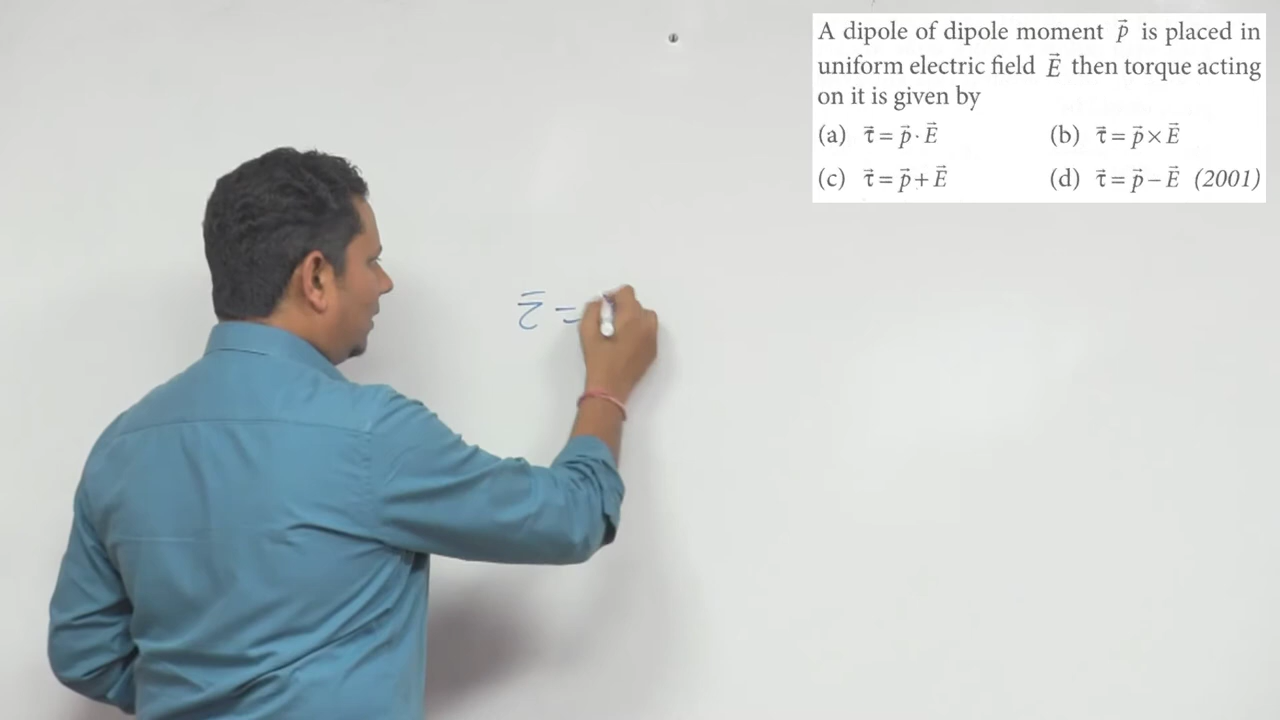 τ̄ =
A dipole of dipole moment p⃗ is placed in
uniform electric field E⃗ then torque acting
on it is given by
(a) τ⃗ = p⃗ · E⃗ (b) τ⃗ = p⃗ × E⃗
(c) τ⃗ = p⃗ + E⃗ (d) τ⃗ = p⃗ − E⃗ (2001)